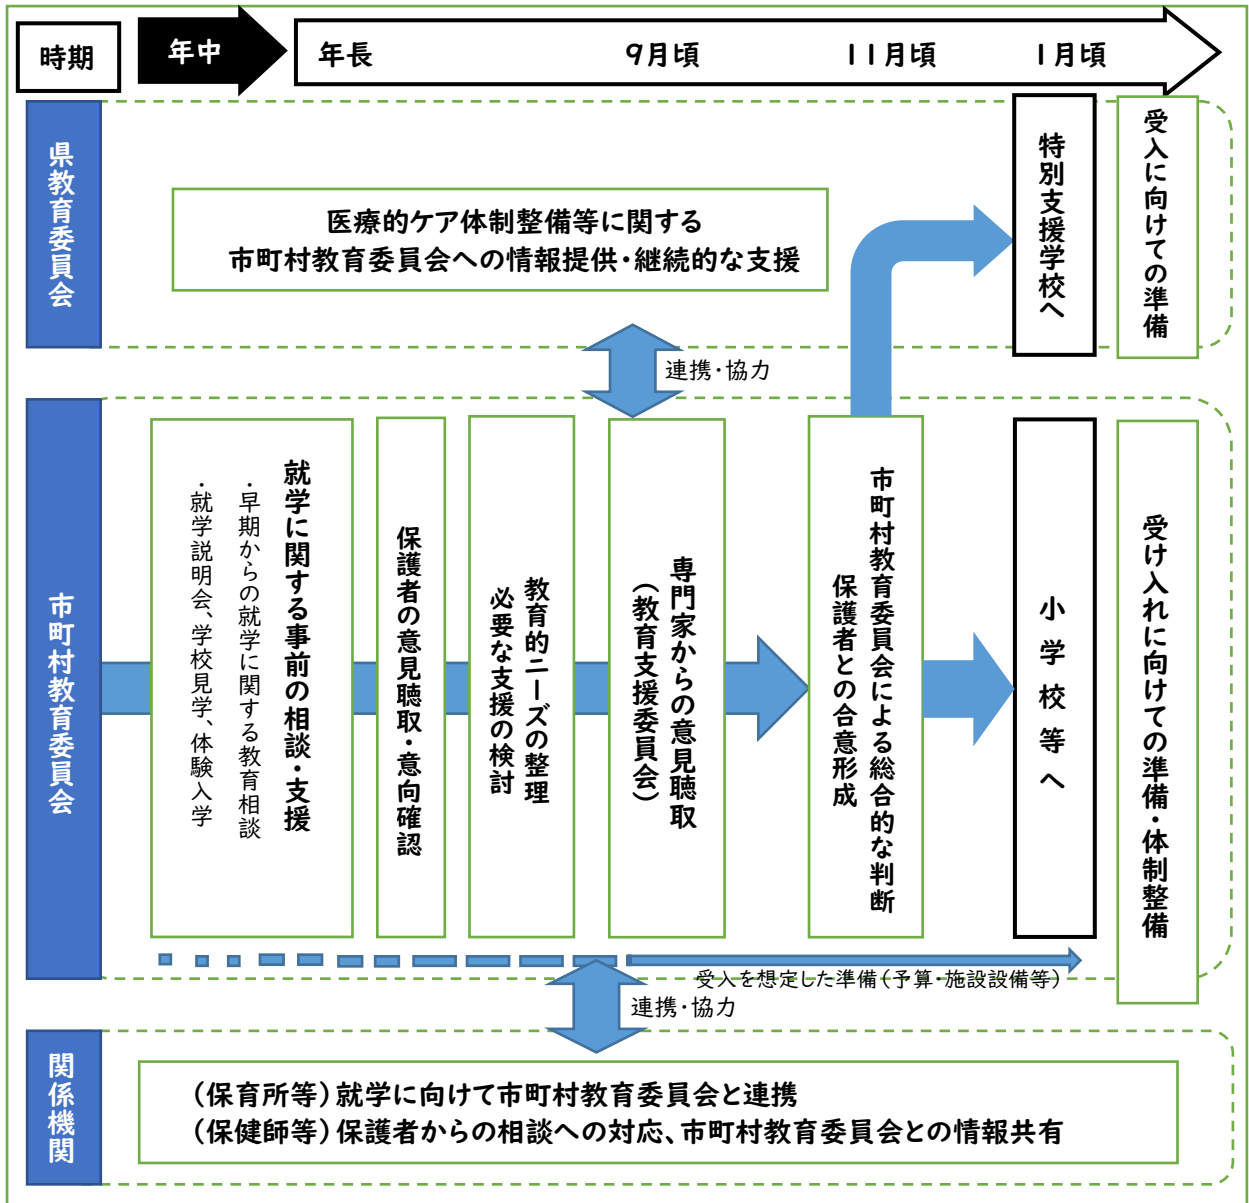 時期
年中
年長
9月頃
11月頃
1月頃
県教育委員会
医療的ケア体制整備等に関する
市町村教育委員会への情報提供・継続的な支援
特別支援学校へ
受入に向けての準備
連携・協力
市町村教育委員会
就学に関する事前の相談・支援
・早期からの就学に関する教育相談
・就学説明会、学校見学、体験入学
保護者の意見聴取・意向確認
教育的ニーズの整理
必要な支援の検討
専門家からの意見聴取
(教育支援委員会)
市町村教育委員会による総合的な判断
保護者との合意形成
小学校等へ
受け入れに向けての準備・体制整備
受入を想定した準備(予算・施設設備等)
連携・協力
関係機関
(保育所等)就学に向けて市町村教育委員会と連携
(保健師等)保護者からの相談への対応、市町村教育委員会との情報共有